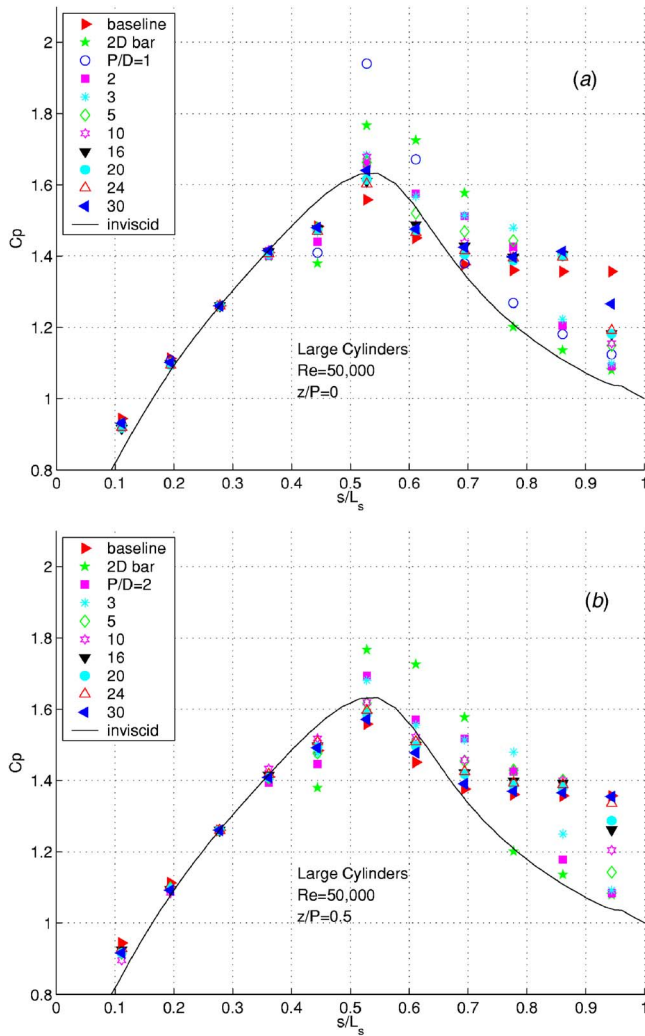 2
1.8
1.6
1.4
1.2
1
0.8
Cp
baseline
2D bar
P/D=1
2
3
5
10
16
20
24
30
inviscid
(a)
Large Cylinders
Re=50,000
z/P=0
0 0.1 0.2 0.3 0.4 0.5 0.6 0.7 0.8 0.9 1
s/Ls
2
1.8
1.6
1.4
1.2
1
0.8
Cp
baseline
2D bar
P/D=2
3
5
10
16
20
24
30
inviscid
(b)
Large Cylinders
Re=50,000
z/P=0.5
0 0.1 0.2 0.3 0.4 0.5 0.6 0.7 0.8 0.9 1
s/Ls